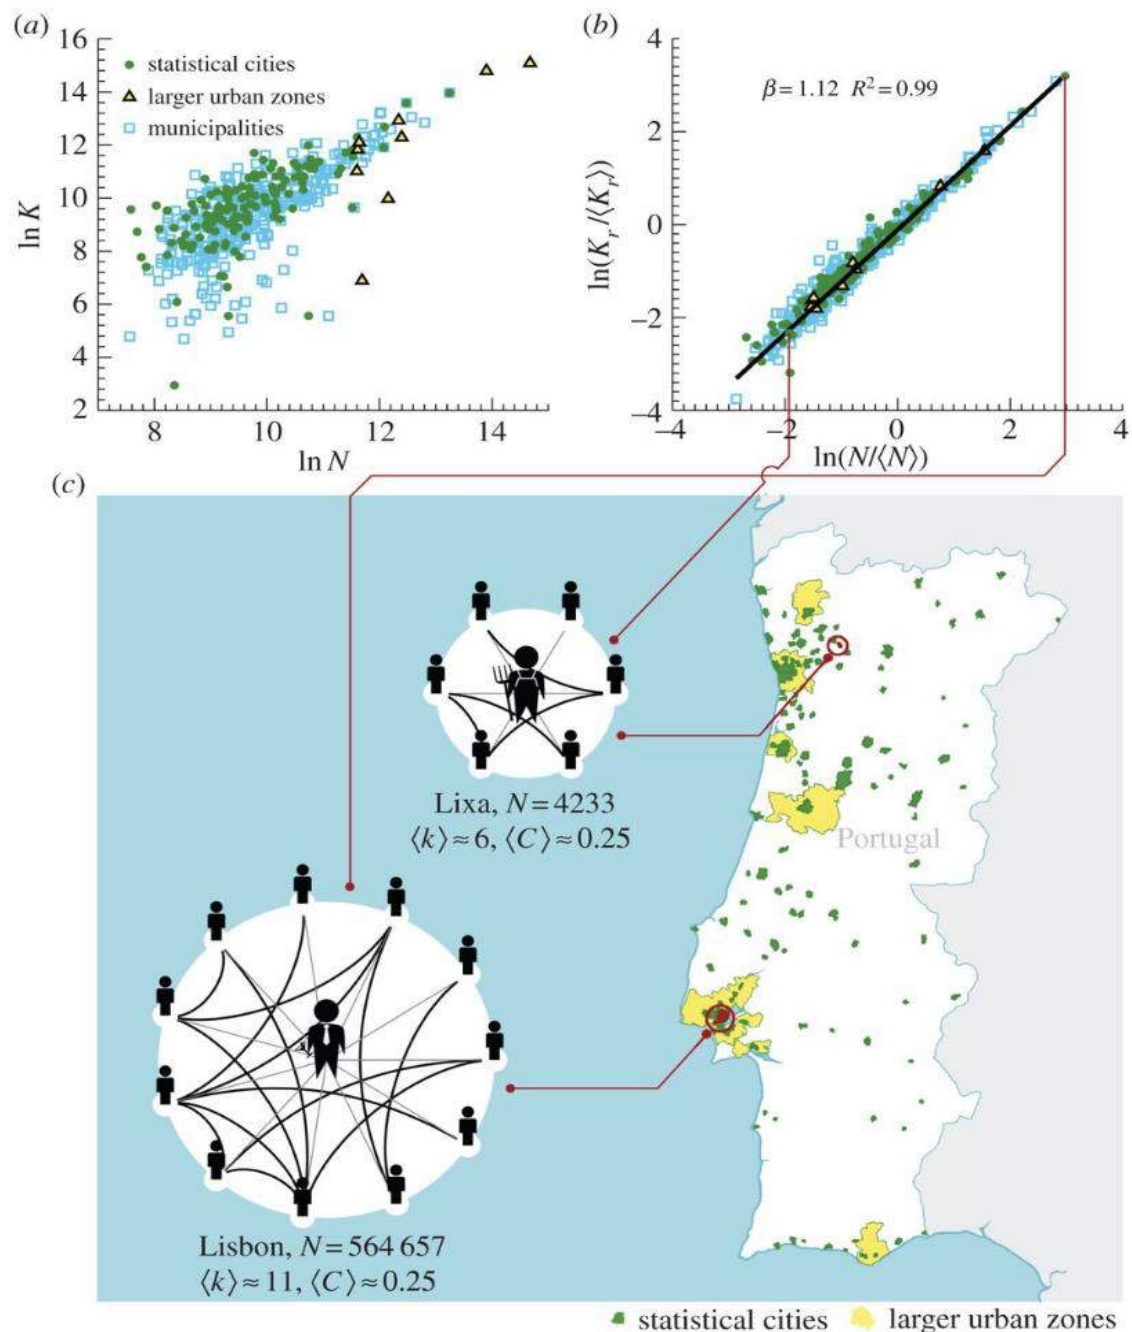 (a)
16
14
12
10
8
6
4
2
ln K
statistical cities
larger urban zones
municipalities
8 10 12 14
ln N
(b)
4
2
0
−2
−4
ln(K_r/⟨K_r⟩)
β = 1.12 R² = 0.99
−4 −2 0 2 4
ln(N/⟨N⟩)
(c)
Lixa, N = 4233
⟨k⟩ ≈ 6, ⟨C⟩ ≈ 0.25
Portugal
Lisbon, N = 564 657
⟨k⟩ ≈ 11, ⟨C⟩ ≈ 0.25
statistical cities larger urban zones